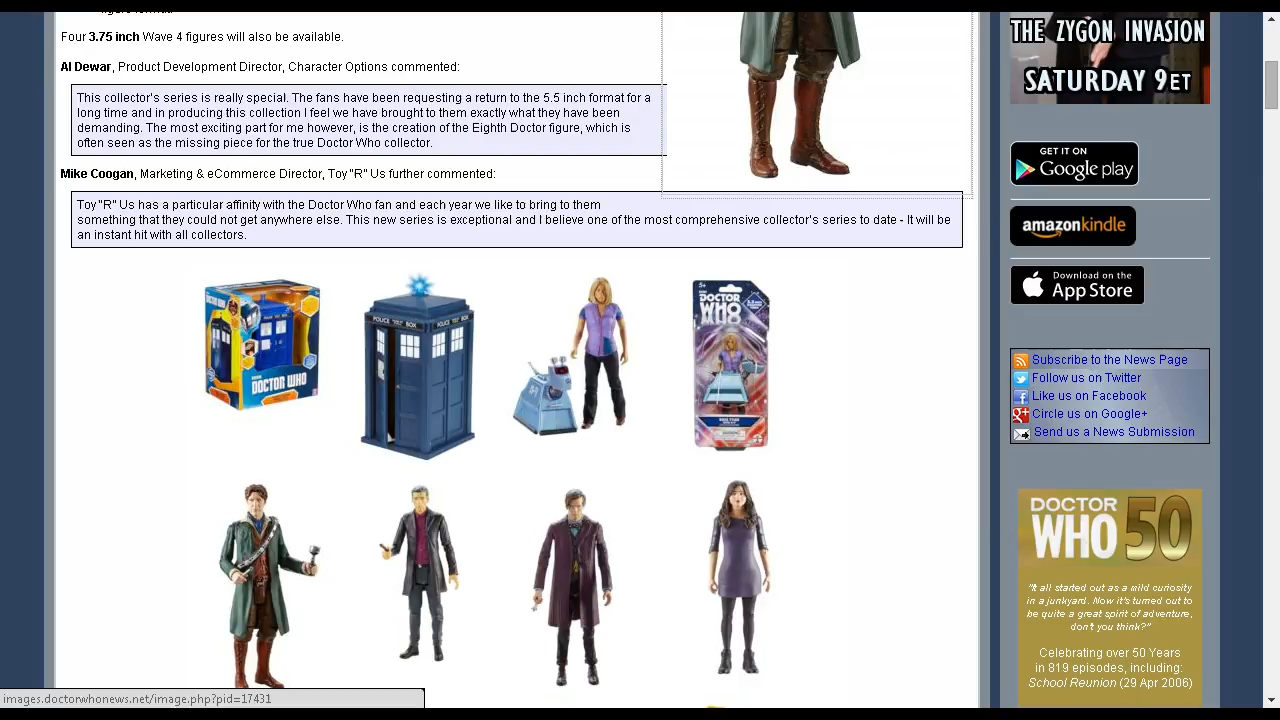 Four 3.75 inch Wave 4 figures will also be available.
Al Dewar, Product Development Director, Character Options commented:
This collector's series is really special. The fans have been requesting a return to the 5.5 inch format for a
long time and in producing this collection I feel we have brought to them exactly what they have been
demanding. The most exciting part for me however, is the creation of the Eighth Doctor figure, which is
often seen as the missing piece for the true Doctor Who collector.
Mike Coogan, Marketing & eCommerce Director, Toy "R" Us further commented:
Toy "R" Us has a particular affinity with the Doctor Who fan and each year we like to bring to them
something that they could not get anywhere else. This new series is exceptional and I believe one of the most comprehensive collector's series to date - It will be
an instant hit with all collectors.
DOCTOR WHO
POLICE BOX
POLICE BOX
DOCTOR
WHO
THE ZYGON INVASION
SATURDAY 9ET
GET IT ON
Google play
amazonkindle
Download on the
App Store
Subscribe to the News Page
Follow us on Twitter
Like us on Facebook
Circle us on Google+
Send us a News Submission
DOCTOR
WHO 50
"It all started out as a mild curiosity
in a junkyard. Now it's turned out to
be quite a great spirit of adventure,
don't you think?"
Celebrating over 50 Years
in 819 episodes, including:
School Reunion (29 Apr 2006)
images.doctorwhonews.net/image.php?pid=17431